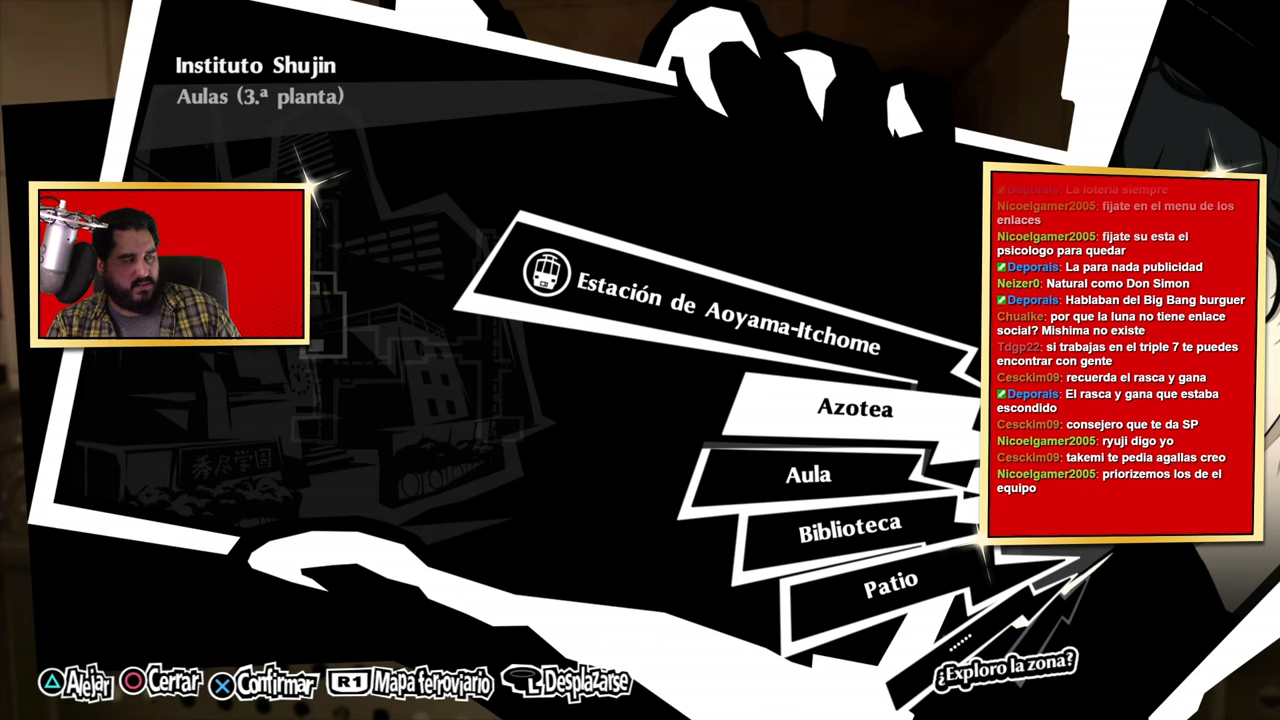 Instituto Shujin
Aulas (3.ª planta)
秀尽学園
Estación de Aoyama-Itchome
Azotea
Aula
Biblioteca
Patio
¿Exploro la zona?
Alejar
Cerrar
Confirmar
R1 Mapa ferroviario
L Desplazarse
Deporais: La lotería siempre
Nicoelgamer2005: fijate en el menu de los
enlaces
Nicoelgamer2005: fijate su esta el
psicologo para quedar
Deporais: La para nada publicidad
Neizer0: Natural como Don Simon
Deporais: Hablaban del Big Bang burguer
Chualke: por que la luna no tiene enlace
social? Mishima no existe
Tdgp22: si trabajas en el triple 7 te puedes
encontrar con gente
Cesckim09: recuerda el rasca y gana
Deporais: El rasca y gana que estaba
escondido
Cesckim09: consejero que te da SP
Nicoelgamer2005: ryuji digo yo
Cesckim09: takemi te pedia agallas creo
Nicoelgamer2005: priorizemos los de el
equipo